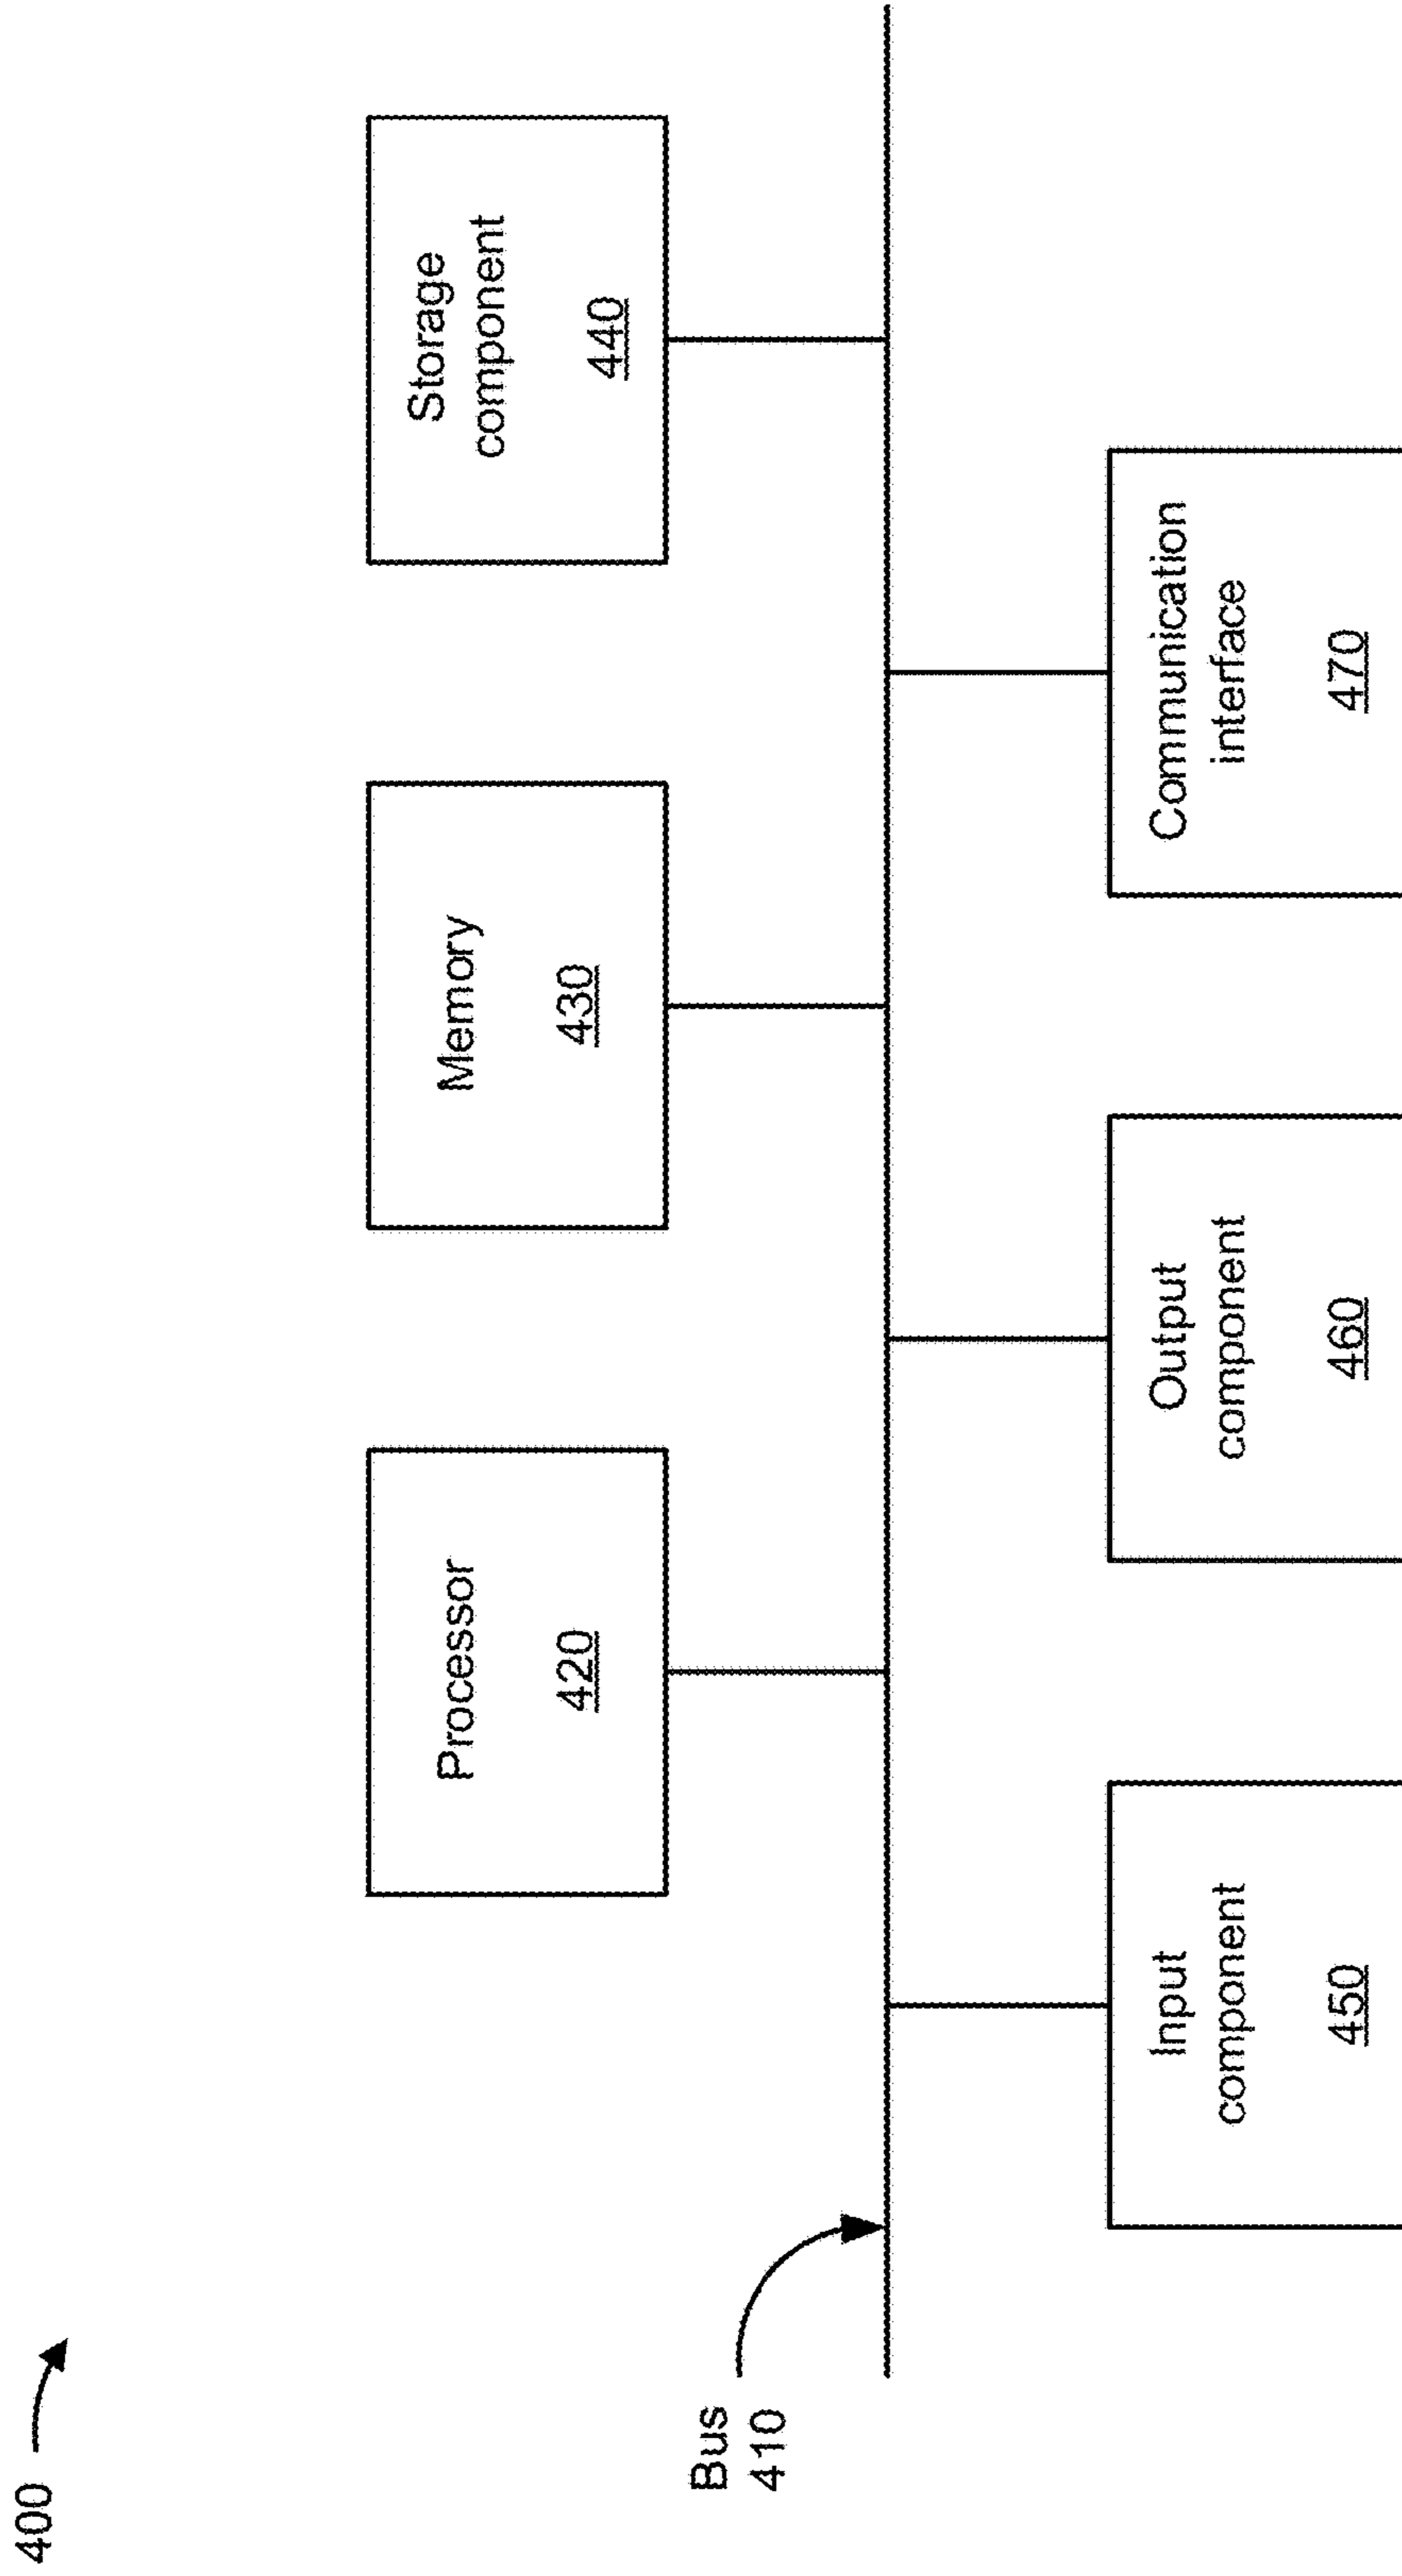 400
Processor
420
Memory
430
Storage
component
440
Bus
410
Input
component
450
Output
component
460
Communication
interface
470